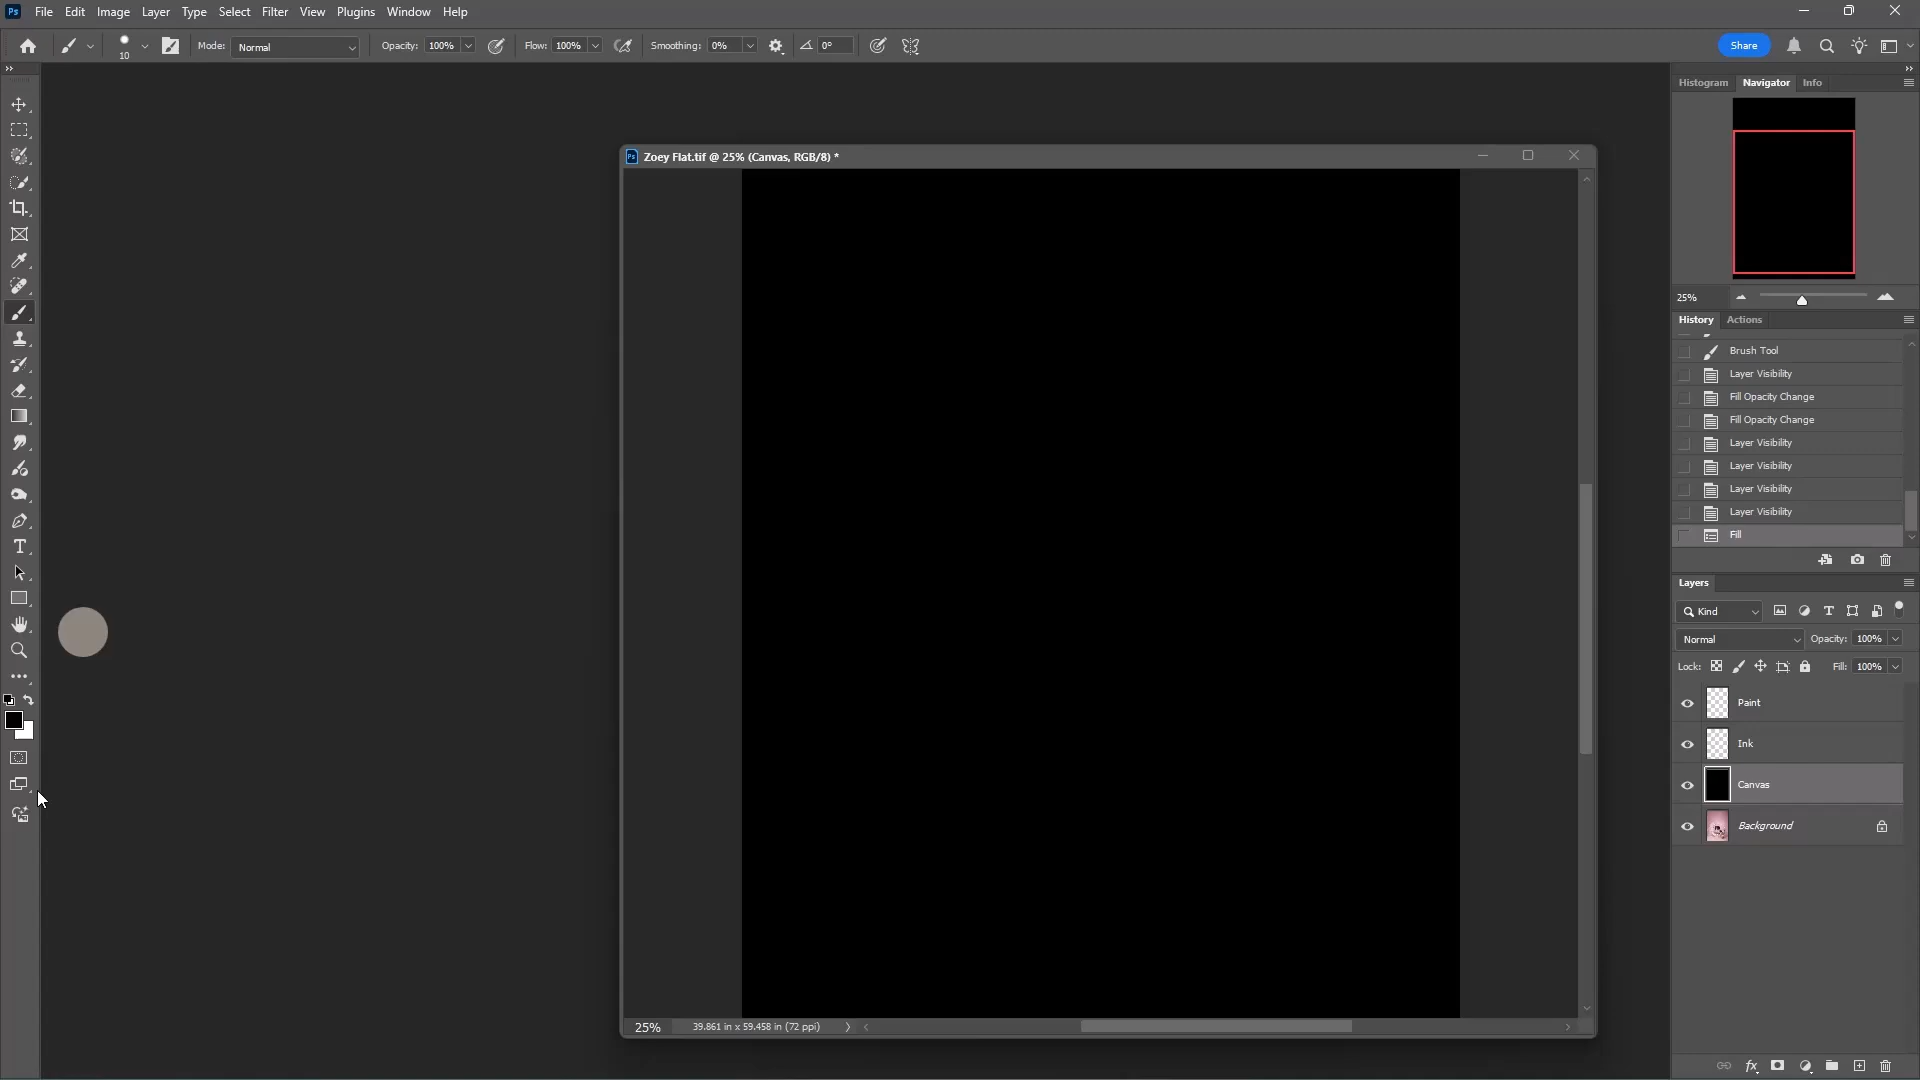 Ps File Edit Image Layer Type Select Filter View Plugins Window Help
10 Mode: Normal Opacity: 100% Flow: 100% Smoothing: 0% 0° Share
Histogram Navigator Info
Ps Zoey Flat.tif @ 25% (Canvas, RGB/8) *
25%
History Actions
Brush Tool
Layer Visibility
Fill Opacity Change
Fill Opacity Change
Layer Visibility
Layer Visibility
Layer Visibility
Layer Visibility
Fill
Layers
Kind
Normal Opacity: 100%
Lock: Fill: 100%
Paint
Ink
Canvas
Background
25% 39.861 in x 59.458 in (72 ppi)